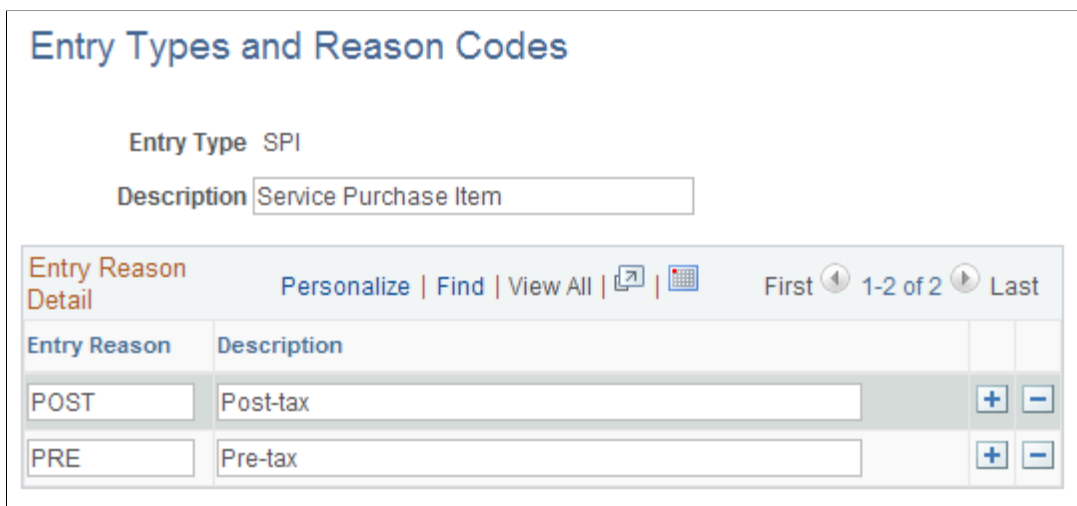 Entry Types and Reason Codes
Entry Type SPI
Description Service Purchase Item
Entry Reason Detail Personalize | Find | View All | | First 1-2 of 2 Last
Entry Reason Description
POST Post-tax
PRE Pre-tax